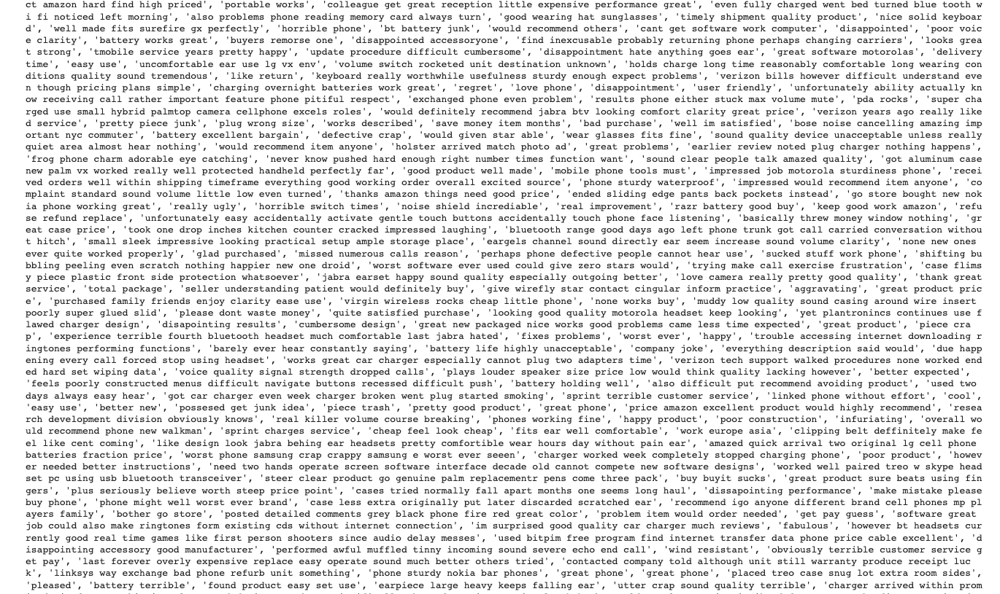 ct amazon hard find high priced', 'portable works', 'colleague get great reception little expensive performance great', 'even fully charged went bed turned blue tooth w
i fi noticed left morning', 'also problems phone reading memory card always turn', 'good wearing hat sunglasses', 'timely shipment quality product', 'nice solid keyboar
d', 'well made fits surefire gx perfectly', 'horrible phone', 'bt battery junk', 'would recommend others', 'cant get software work computer', 'disappointed', 'poor voic
e clarity', 'battery works great', 'buyers remorse one', 'disappointed accessoryone', 'find inexcusable probably returning phone perhaps changing carriers', 'looks grea
t strong', 'tmobile service years pretty happy', 'update procedure difficult cumbersome', 'disappointment hate anything goes ear', 'great software motorolas', 'delivery
time', 'easy use', 'uncomfortable ear use lg vx env', 'volume switch rocketed unit destination unknown', 'holds charge long time reasonably comfortable long wearing con
ditions quality sound tremendous', 'like return', 'keyboard really worthwhile usefulness sturdy enough expect problems', 'verizon bills however difficult understand eve
n though pricing plans simple', 'charging overnight batteries work great', 'regret', 'love phone', 'disappointment', 'user friendly', 'unfortunately ability actually kn
ow receiving call rather important feature phone pitiful respect', 'exchanged phone even problem', 'results phone either stuck max volume mute', 'pda rocks', 'super cha
rged use small hybrid palmtop camera cellphone excels roles', 'would definitely recommend jabra btv looking comfort clarity great price', 'verizon years ago really like
d service', 'pretty piece junk', 'plug wrong size', 'works described', 'save money item months', 'bad purchase', 'well im satisfied', 'bose noise cancelling amazing imp
ortant nyc commuter', 'battery excellent bargain', 'defective crap', 'would given star able', 'wear glasses fits fine', 'sound quality device unacceptable unless really
quiet area almost hear nothing', 'would recommend item anyone', 'holster arrived match photo ad', 'great problems', 'earlier review noted plug charger nothing happens',
'frog phone charm adorable eye catching', 'never know pushed hard enough right number times function want', 'sound clear people talk amazed quality', 'got aluminum case
new palm vx worked really well protected handheld perfectly far', 'good product well made', 'mobile phone tools must', 'impressed job motorola sturdiness phone', 'recei
ved orders well within shipping timeframe everything good working order overall excited source', 'phone sturdy waterproof', 'impressed would recommend item anyone', 'co
mplaint standard sound volume little low even turned', 'thanks amazon things need good price', 'ended sliding edge pants back pockets instead', 'go store bought new nok
ia phone working great', 'really ugly', 'horrible switch times', 'noise shield incrediable', 'real improvement', 'razr battery good buy', 'keep good work amazon', 'refu
se refund replace', 'unfortunately easy accidentally activate gentle touch buttons accidentally touch phone face listening', 'basically threw money window nothing', 'gr
eat case price', 'took one drop inches kitchen counter cracked impressed laughing', 'bluetooth range good days ago left phone trunk got call carried conversation withou
t hitch', 'small sleek impressive looking practical setup ample storage place', 'eargels channel sound directly ear seem increase sound volume clarity', 'none new ones
ever quite worked properly', 'glad purchased', 'missed numerous calls reason', 'perhaps phone defective people cannot hear use', 'sucked stuff work phone', 'shifting bu
bbling peeling even scratch nothing happier new one droid', 'worst software ever used could give zero stars would', 'trying make call exercise frustration', 'case flims
y piece plastic front side protection whatsoever', 'jabra earset happy sound quality especially outgoing better', 'love camera really pretty good quality', 'thank great
service', 'total package', 'seller understanding patient would definitely buy', 'give wirefly star contact cingular inform practice', 'aggravating', 'great product pric
e', 'purchased family friends enjoy clarity ease use', 'virgin wireless rocks cheap little phone', 'none works buy', 'muddy low quality sound casing around wire insert
poorly super glued slid', 'please dont waste money', 'quite satisfied purchase', 'looking good quality motorola headset keep looking', 'yet plantronincs continues use f
lawed charger design', 'disapointing results', 'cumbersome design', 'great new packaged nice works good problems came less time expected', 'great product', 'piece cra
p', 'experience terrible fourth bluetooth headset much comfortable last jabra hated', 'fixes problems', 'worst ever', 'happy', 'trouble accessing internet downloading r
ingtones performing functions', 'barely ever hear constantly saying', 'battery life highly unacceptable', 'company joke', 'everything description said would', 'due happ
ening every call forced stop using headset', 'works great car charger especially cannot plug two adapters time', 'verizon tech support walked procedures none worked end
ed hard set wiping data', 'voice quality signal strength dropped calls', 'plays louder speaker size price low would think quality lacking however', 'better expected',
'feels poorly constructed menus difficult navigate buttons recessed difficult push', 'battery holding well', 'also difficult put recommend avoiding product', 'used two
days always easy hear', 'got car charger even week charger broken went plug started smoking', 'sprint terrible customer service', 'linked phone without effort', 'cool',
'easy use', 'better new', 'possesed get junk idea', 'piece trash', 'pretty good product', 'great phone', 'price amazon excellent product would highly recommend', 'resea
rch development division obviously knows', 'real killer volume course breaking', 'phones working fine', 'happy product', 'poor construction', 'infuriating', 'overall wo
uld recommend phone new walkman', 'sprint charges service', 'cheap feel look cheap', 'fits ear well comfortable', 'work europe asia', 'clipping belt deffinitely make fe
el like cent coming', 'like design look jabra behing ear headsets pretty comfortible wear hours day without pain ear', 'amazed quick arrival two original lg cell phone
batteries fraction price', 'worst phone samsung crap crappy samsung e worst ever seeen', 'charger worked week completely stopped charging phone', 'poor product', 'howev
er needed better instructions', 'need two hands operate screen software interface decade old cannot compete new software designs', 'worked well paired treo w skype head
set pc using usb bluetooth transceiver', 'steer clear product go genuine palm replacementr pens come three pack', 'buy buyit sucks', 'great product sure beats using fin
gers', 'plus seriously believe worth steep price point', 'cases tried normally fall apart months one seems long haul', 'dissapointing performance', 'make mistake please
buy phone', 'phone might well worst ever brand', 'case less extra originally put later discarded scratched ear', 'recommend igo anyone different brand cell phones mp pl
ayers family', 'bother go store', 'posted detailed comments grey black phone fire red great color', 'problem item would order needed', 'get pay guess', 'software great
job could also make ringtones form existing cds without internet connection', 'im surprised good quality car charger much reviews', 'fabulous', 'however bt headsets cur
rently good real time games like first person shooters since audio delay messes', 'used bitpim free program find internet transfer data phone price cable excellent', 'd
isappointing accessory good manufacturer', 'performed awful muffled tinny incoming sound severe echo end call', 'wind resistant', 'obviously terrible customer service g
et pay', 'last forever overly expensive replace easy operate sound much better others tried', 'contacted company told although unit still warranty produce receipt luc
k', 'linksys way exchange bad phone refurb unit something', 'phone sturdy nokia bar phones', 'great phone', 'great phone', 'placed treo case snug lot extra room sides',
'pleased', 'battery terrible', 'found product easy set use', 'earpiece large heavy keeps falling ear', 'utter crap sound quality terrible', 'charger arrived within prom